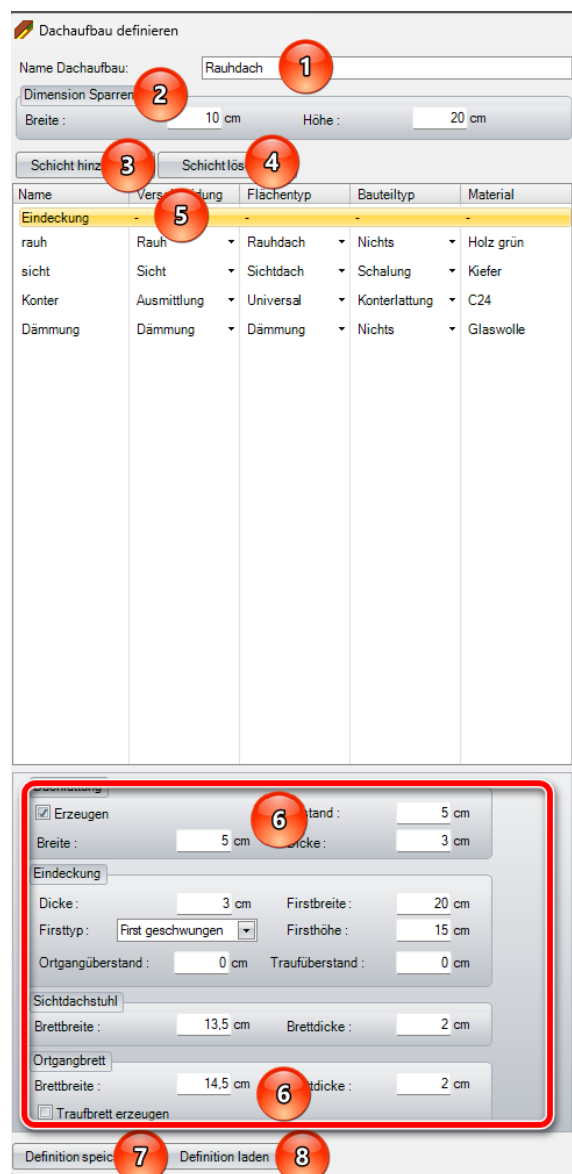 Dachaufbau definieren
Name Dachaufbau: Rauhdach 1
Dimension Sparren 2
Breite : 10 cm Höhe : 20 cm
Schicht hinz 3 Schicht lös 4
Name Verschneidung Flächentyp Bauteiltyp Material
Eindeckung - 5 - - -
rauh Rauh Rauhdach Nichts Holz grün
sicht Sicht Sichtdach Schalung Kiefer
Konter Ausmittlung Universal Konterlattung C24
Dämmung Dämmung Dämmung Nichts Glaswolle
Dachlattung
Erzeugen 6 stand : 5 cm
Breite : 5 cm Dicke : 3 cm
Eindeckung
Dicke : 3 cm Firstbreite : 20 cm
Firsttyp : First geschwungen Firsthöhe : 15 cm
Ortgangüberstand : 0 cm Traufüberstand : 0 cm
Sichtdachstuhl
Brettbreite : 13,5 cm Brettdicke : 2 cm
Ortgangbrett
Brettbreite : 14,5 cm 6 tdicke : 2 cm
Traufbrett erzeugen
Definition speic 7 Definition laden 8